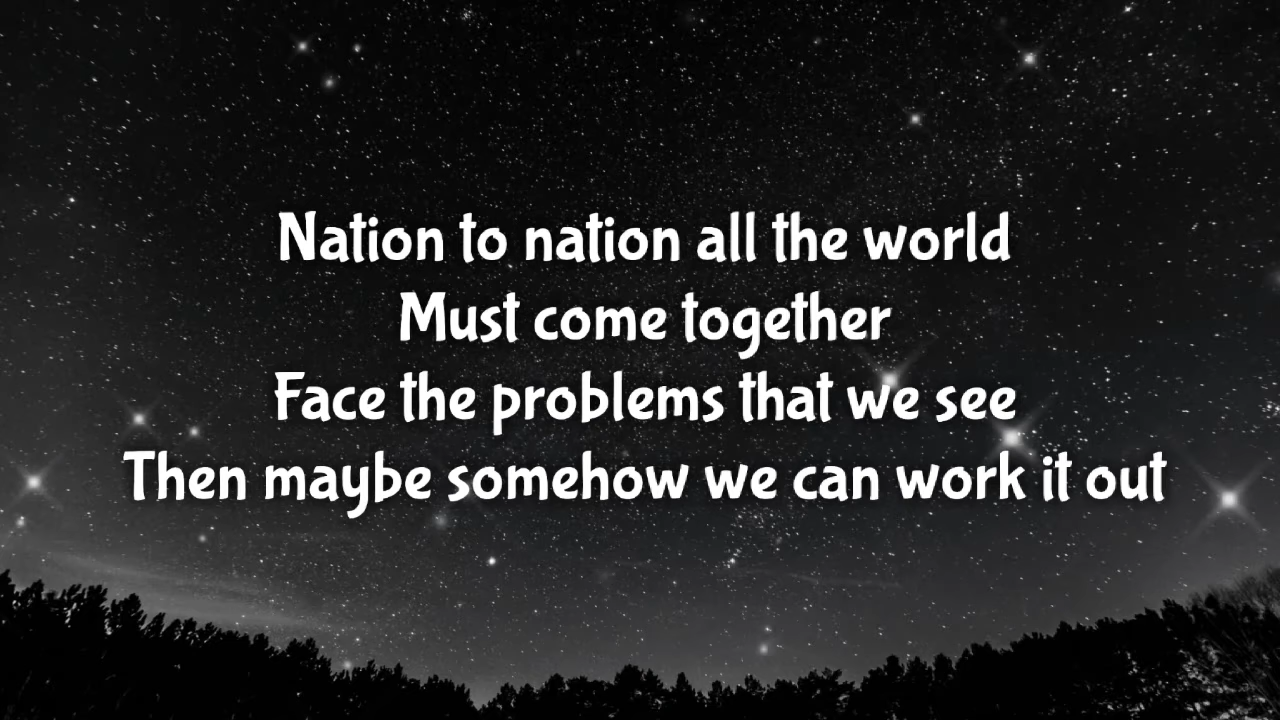 Nation to nation all the world
Must come together
Face the problems that we see
Then maybe somehow we can work it out